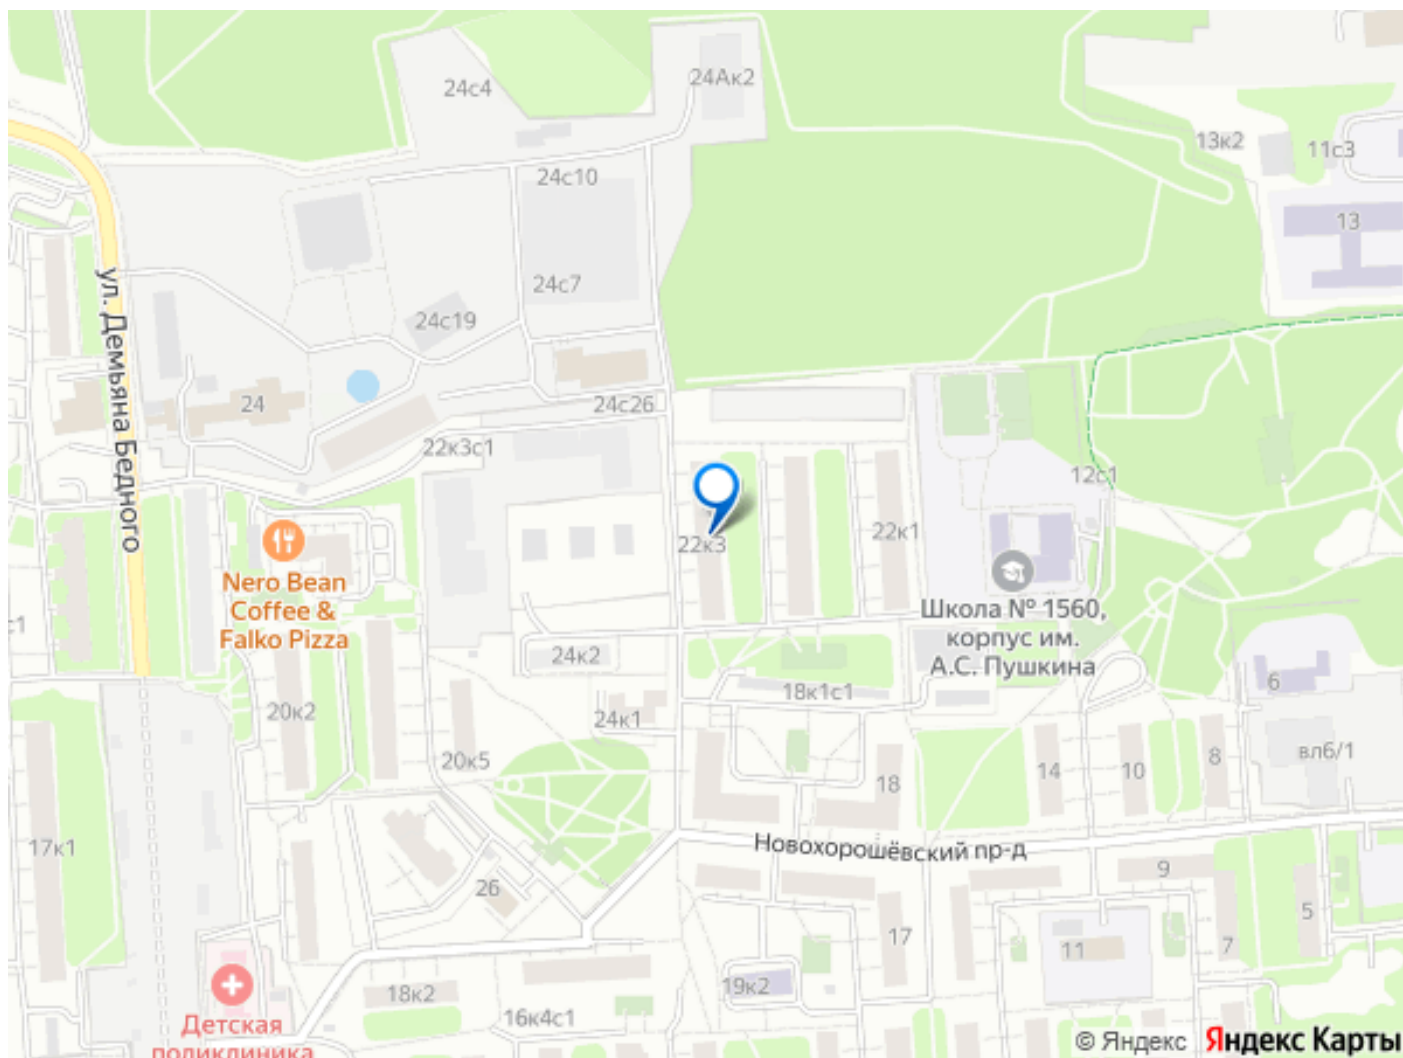 24с4
24Ак2
13к2
11с3
24с10
13
24с7
24с19
ул. Демьяна Бедного
24
24с26
22к3с1
12с1
22к3
22к1
Nero Bean
Coffee &
Falko Pizza
Школа № 1560,
корпус им.
А.С. Пушкина
с1
24к2
18к1с1
6
20к2
24к1
20к5
18
14
10
8
вл6/1
17к1
Новохорошёвский пр-д
26
9
5
17
11
7
18к2
19к2
16к4с1
Детская
поликлиника
© Яндекс Яндекс Карты